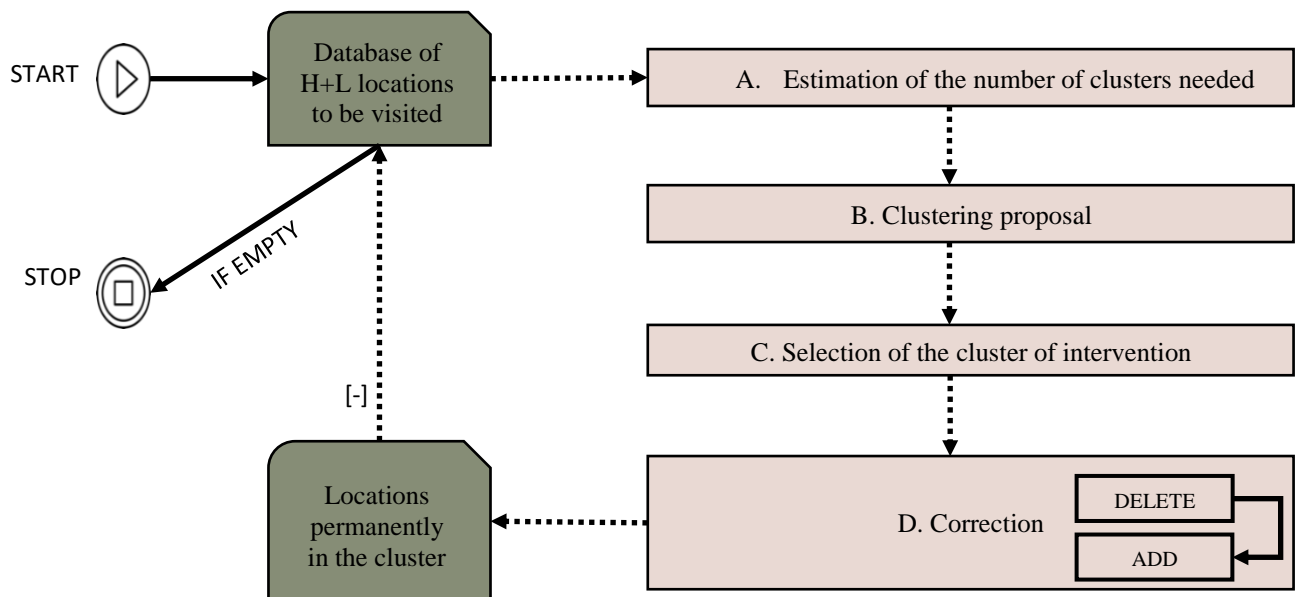 START
Database of
H+L locations
to be visited
A. Estimation of the number of clusters needed
B. Clustering proposal
IF EMPTY
STOP
C. Selection of the cluster of intervention
[-]
Locations
permanently
in the cluster
D. Correction
DELETE
ADD